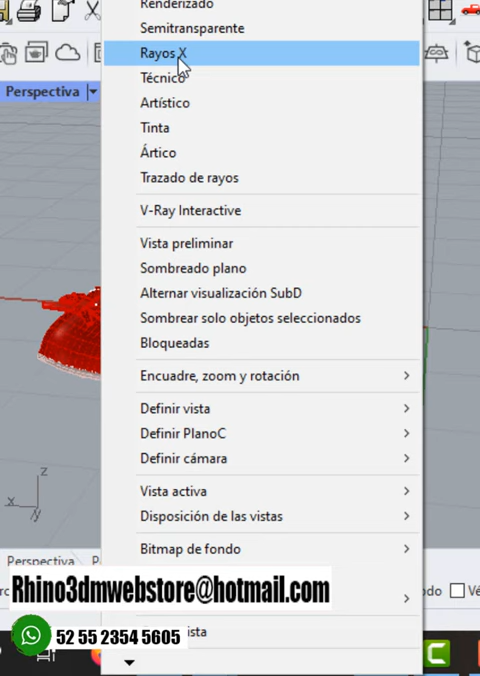 Renderizado
Semitransparente
Rayos X
Perspectiva
Técnico
Artístico
Tinta
Ártico
Trazado de rayos
V-Ray Interactive
Vista preliminar
Sombreado plano
Alternar visualización SubD
Sombrear solo objetos seleccionados
Bloqueadas
Encuadre, zoom y rotación
Definir vista
Definir PlanoC
Definir cámara
z
Vista activa
x
y
Disposición de las vistas
Bitmap de fondo
Perspectiva
Rhino3dmwebstore@hotmail.com
52 55 2354 5605